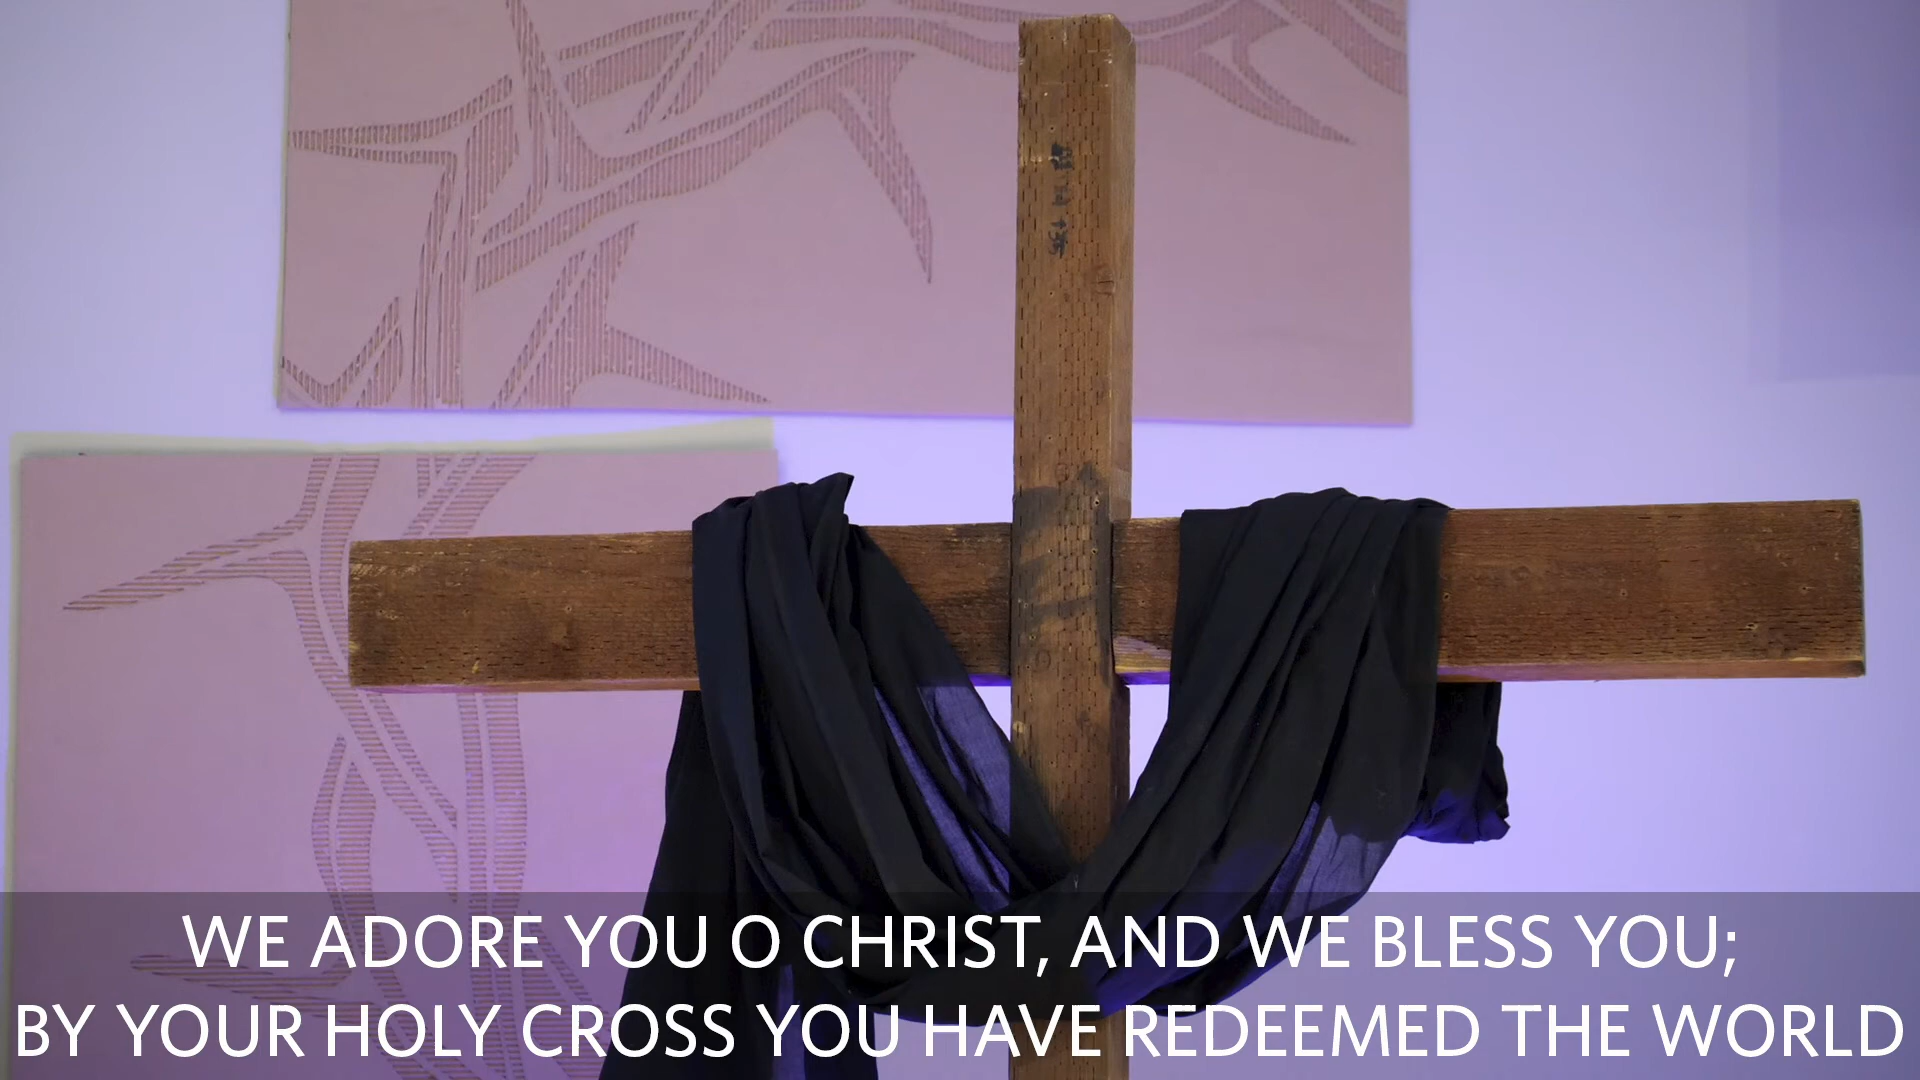 WE ADORE YOU O CHRIST, AND WE BLESS YOU;
BY YOUR HOLY CROSS YOU HAVE REDEEMED THE WORLD